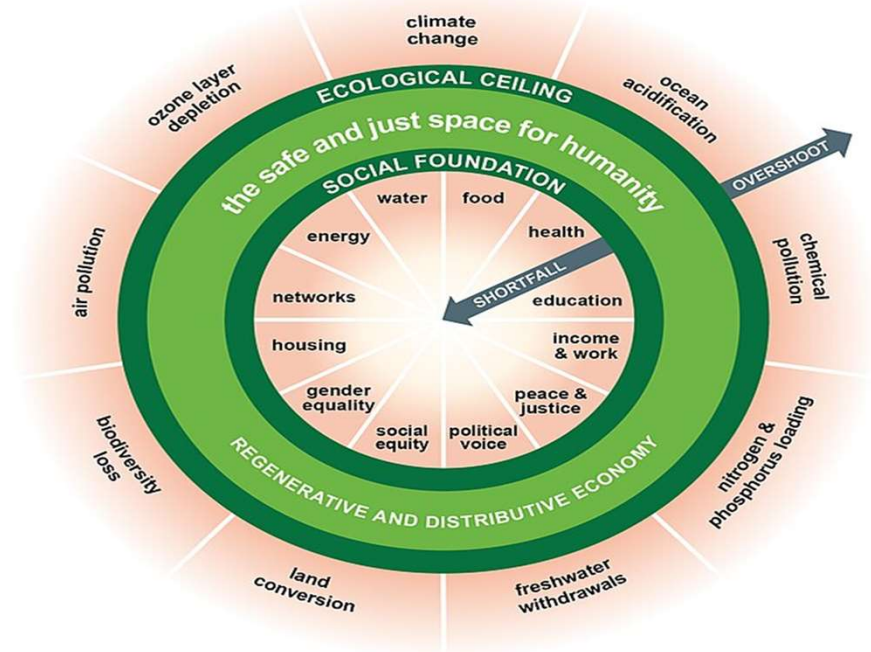 climate
change
ozone layer
depletion
ocean
acidification
ECOLOGICAL CEILING
the safe and just space for humanity
OVERSHOOT
SOCIAL FOUNDATION
water
food
energy
health
air pollution
chemical
pollution
SHORTFALL
networks
education
housing
income
& work
gender
equality
peace &
justice
social
equity
political
voice
biodiversity
loss
nitrogen &
phosphorus loading
REGENERATIVE AND DISTRIBUTIVE ECONOMY
land
conversion
freshwater
withdrawals